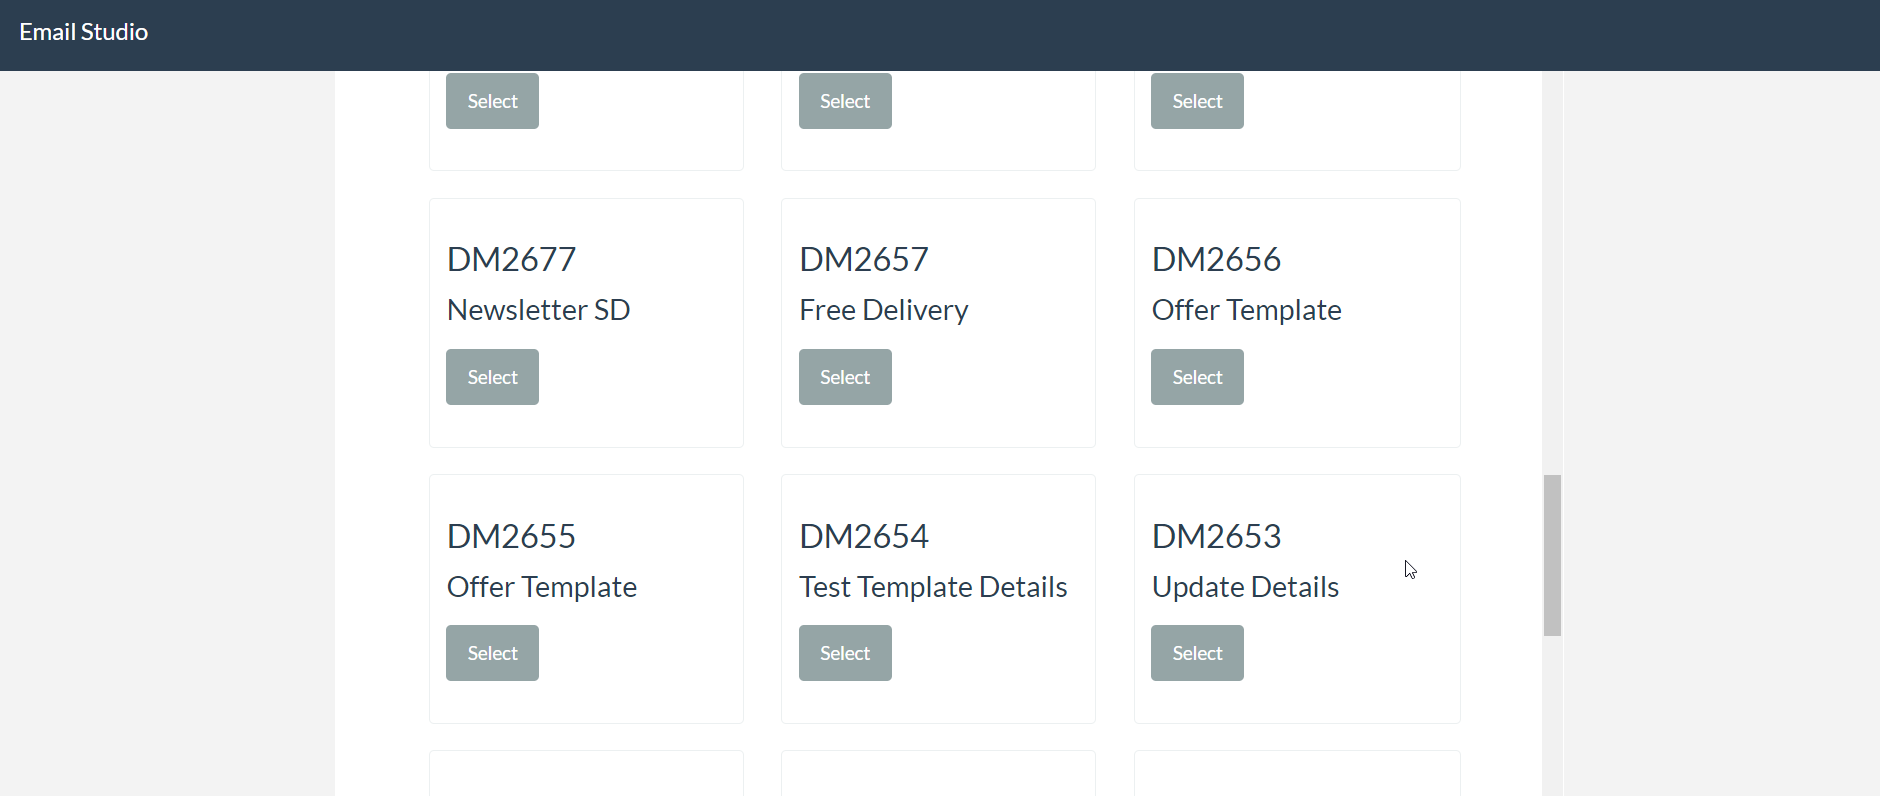 Email Studio
Select
Select
Select
DM2677
Newsletter SD
Select
DM2657
Free Delivery
Select
DM2656
Offer Template
Select
DM2655
Offer Template
Select
DM2654
Test Template Details
Select
DM2653
Update Details
Select